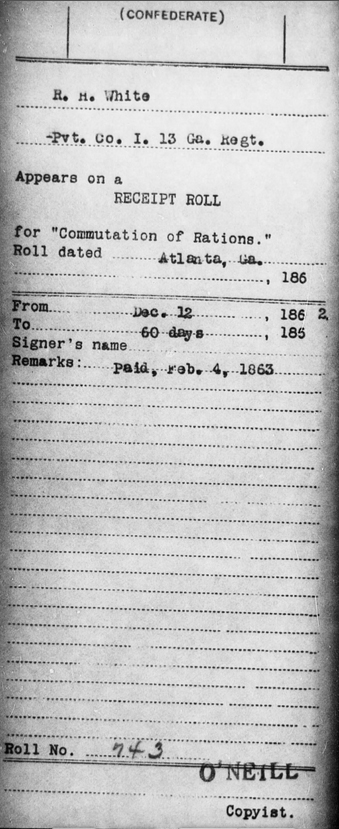 (CONFEDERATE)
R. H. White
Pvt. Co. I. 13 Ga. Regt.
Appears on a
RECEIPT ROLL
for "Commutation of Rations."
Roll dated Atlanta, Ga.
, 186
From Dec. 12, 186 2.
To 60 days, 186
Signer's name
Remarks: paid, Feb. 4, 1863
Roll No. 743
O'NEILL
Copyist.